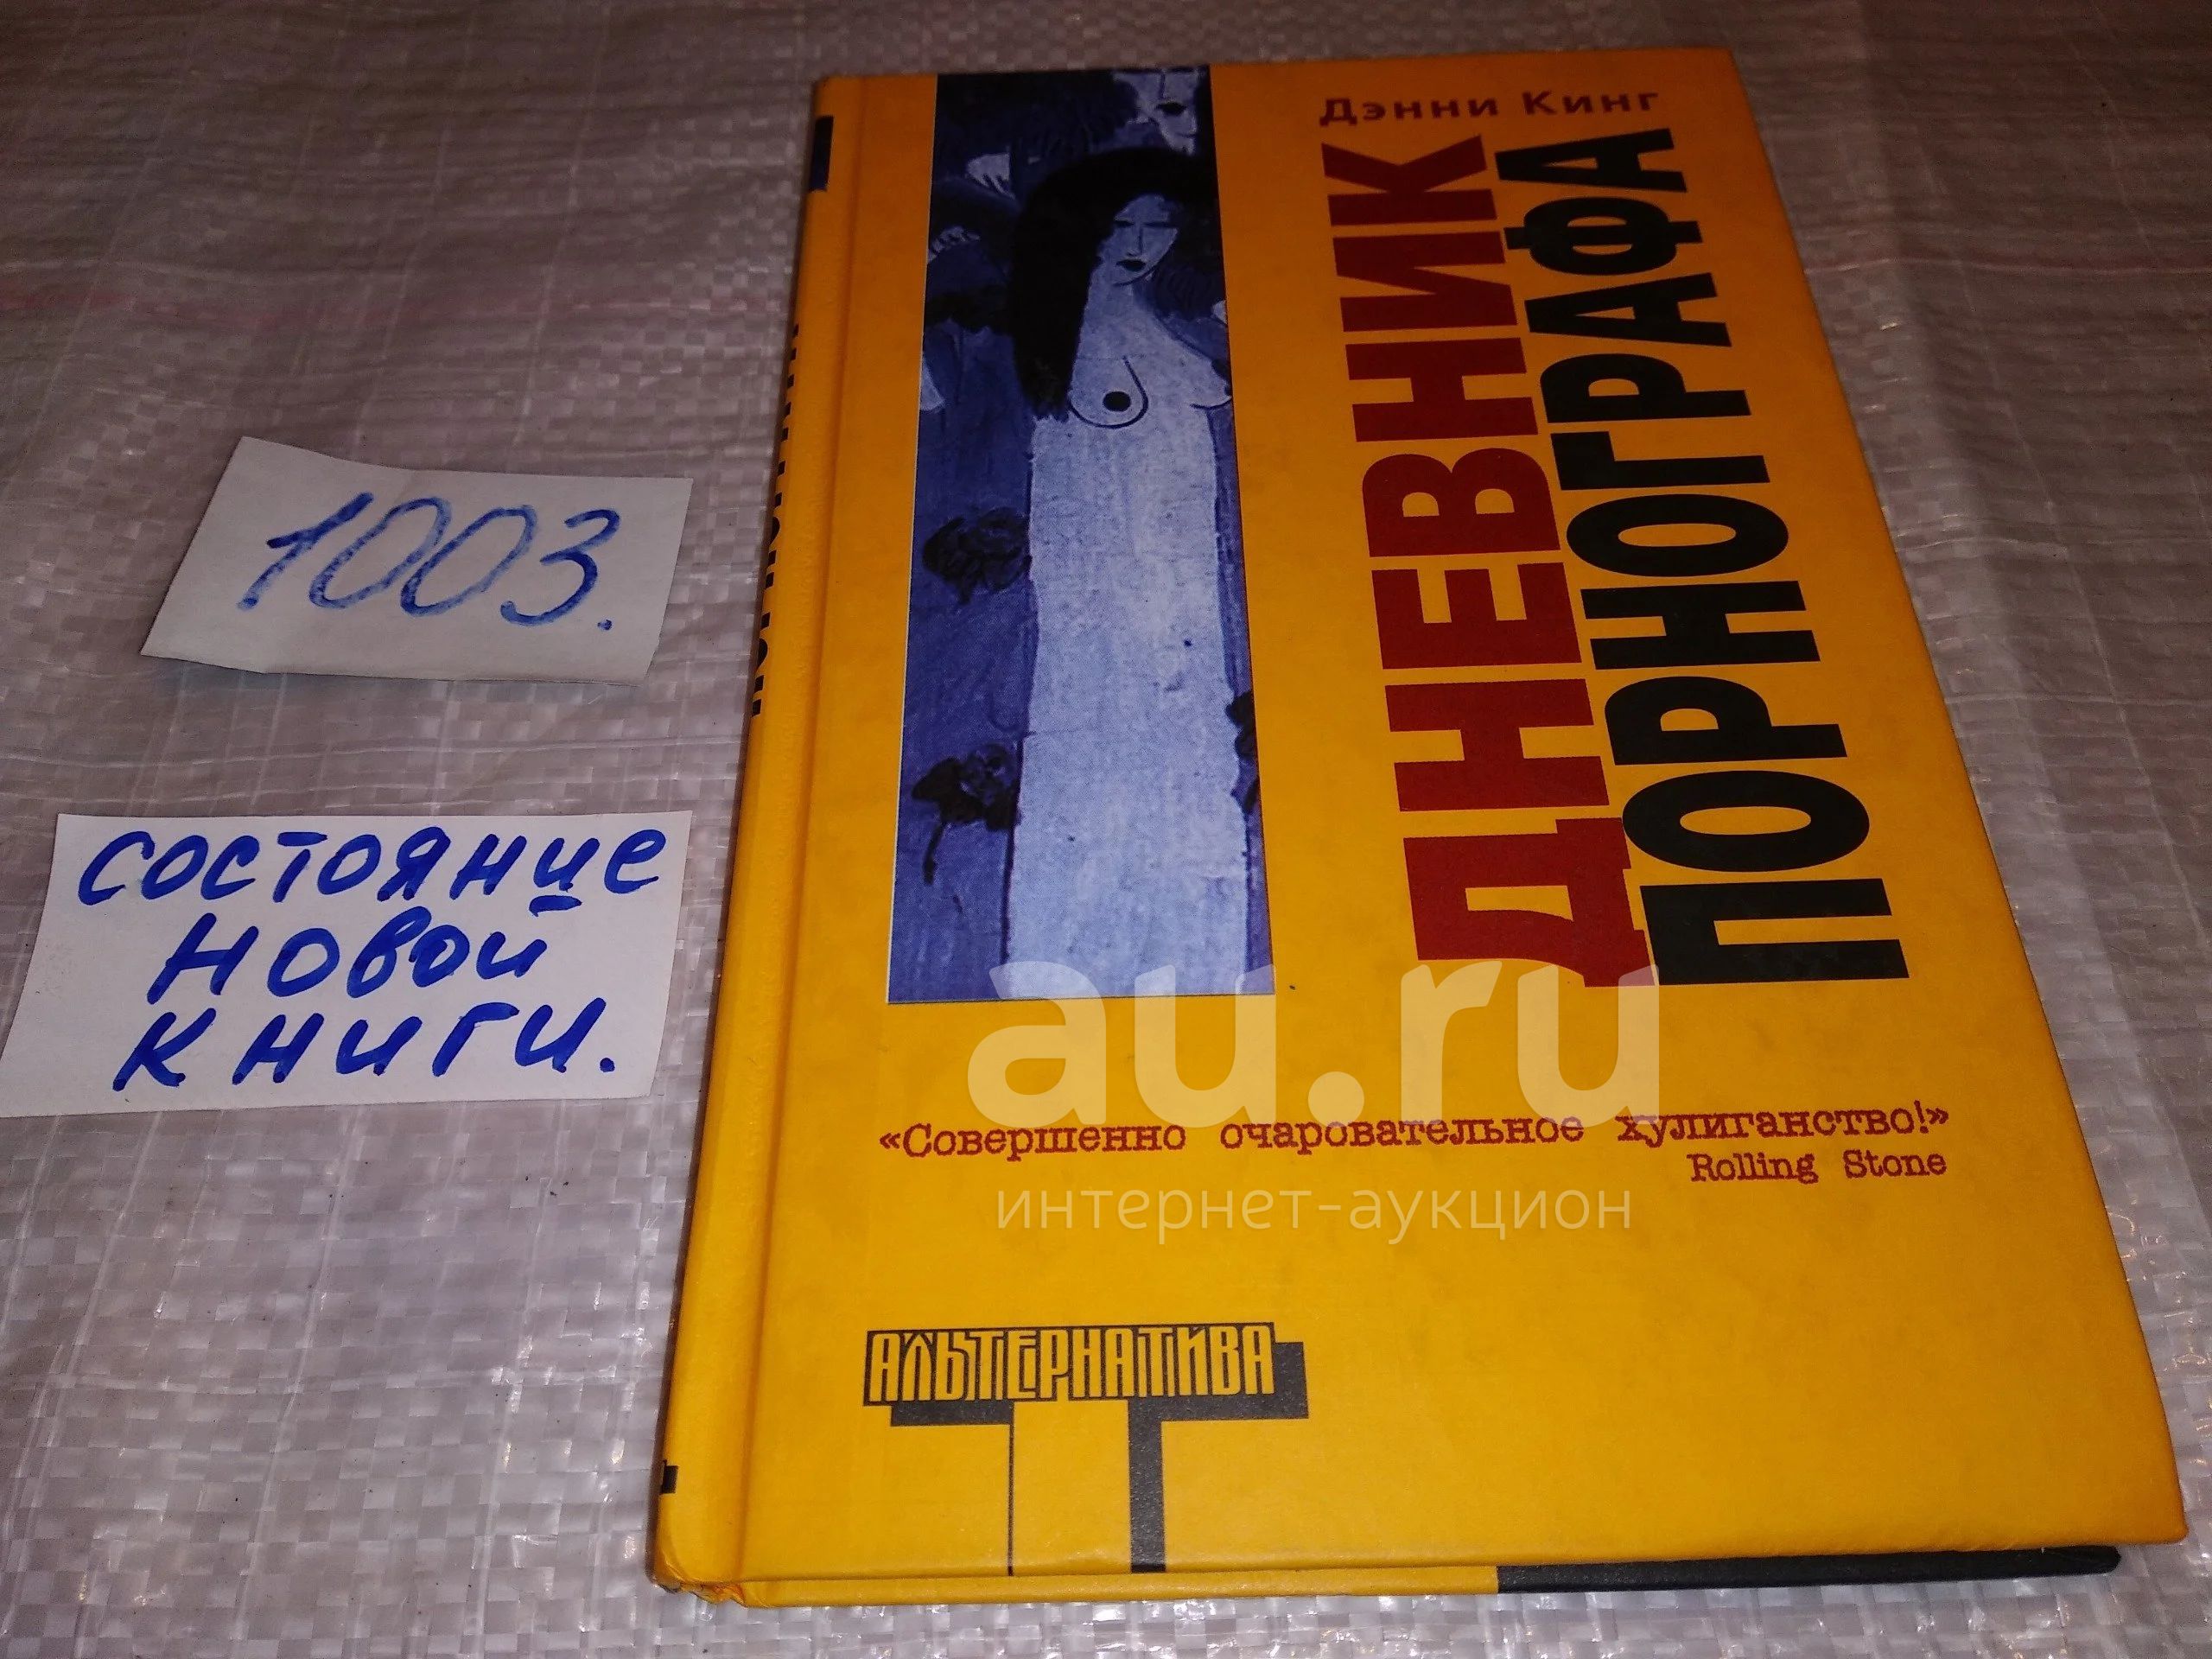 Дэнни Кинг
ДНЕВНИК
ПОРНОГРАФА
1003.
состояние
новой
книги.
au.ru
«Совершенно очаровательное хулиганство!»
Rolling Stone
интернет-аукцион
АЛЬТЕРНАТИВА